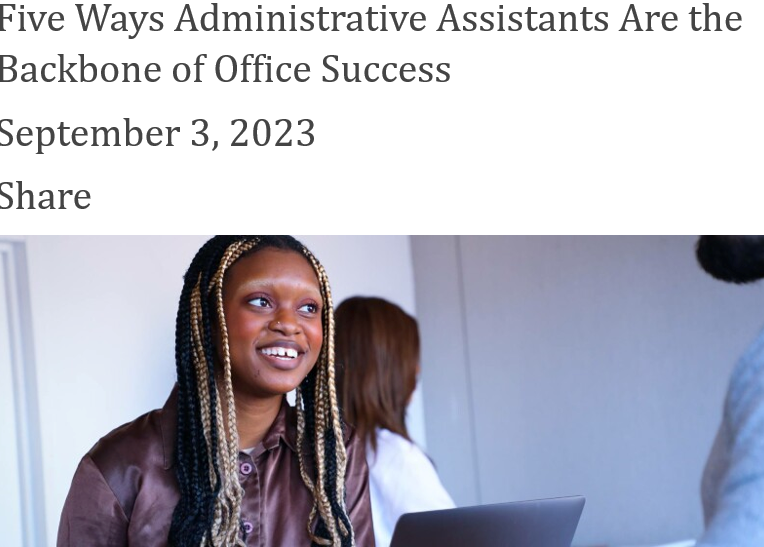 Five Ways Administrative Assistants Are the
Backbone of Office Success
September 3, 2023
Share